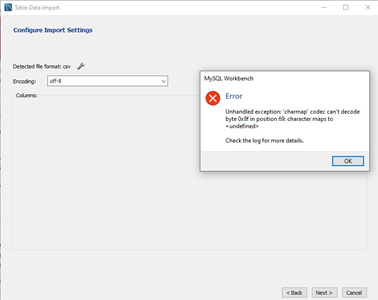 Table Data Import
Configure Import Settings
Detected file format: csv
Encoding: utf-8
Columns:
MySQL Workbench
Error
Unhandled exception: 'charmap' codec can't decode
byte 0x8f in position 69: character maps to
<undefined>
Check the log for more details.
OK
< Back Next > Cancel